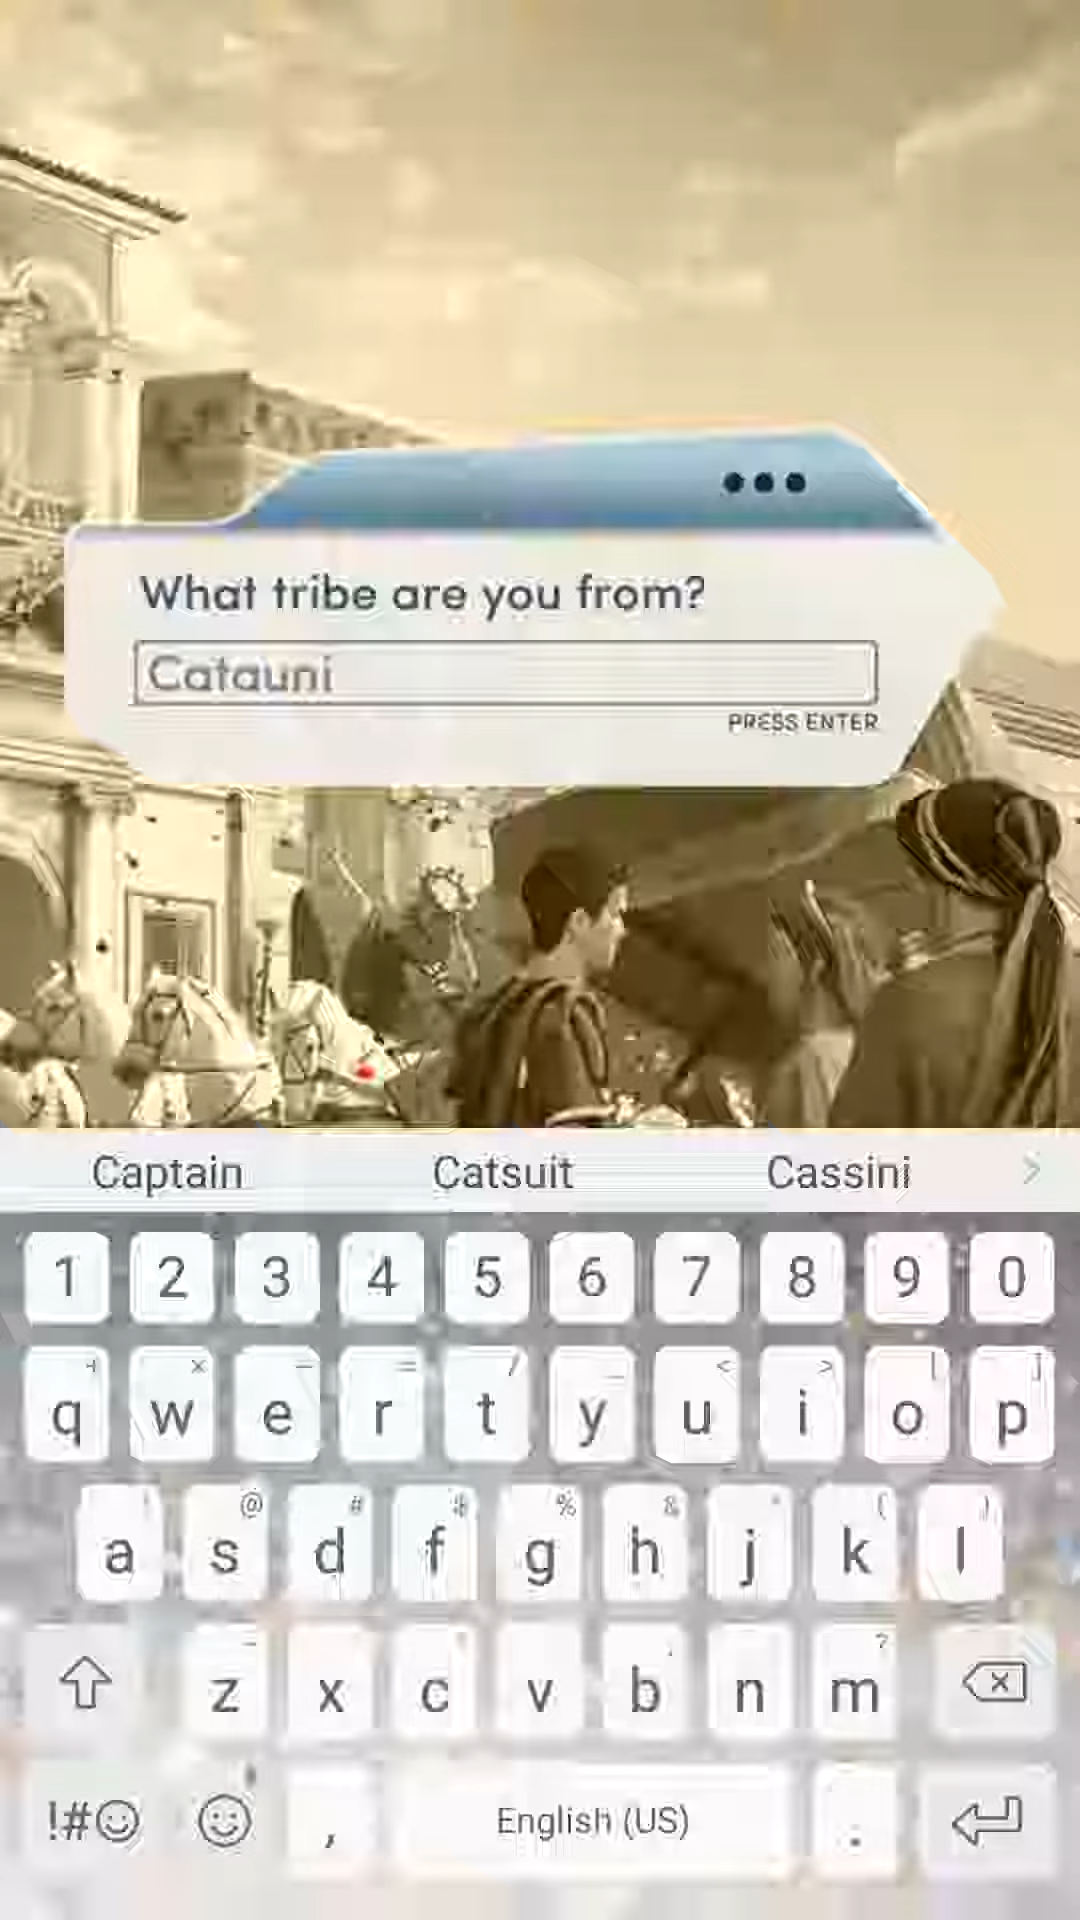 What tribe are you from?
Catauni
PRESS ENTER
Captain Catsuit Cassini
1 2 3 4 5 6 7 8 9 0
q w e r t y u i o p
a s d f g h j k l
z x c v b n m
!#☺ , English (US) .